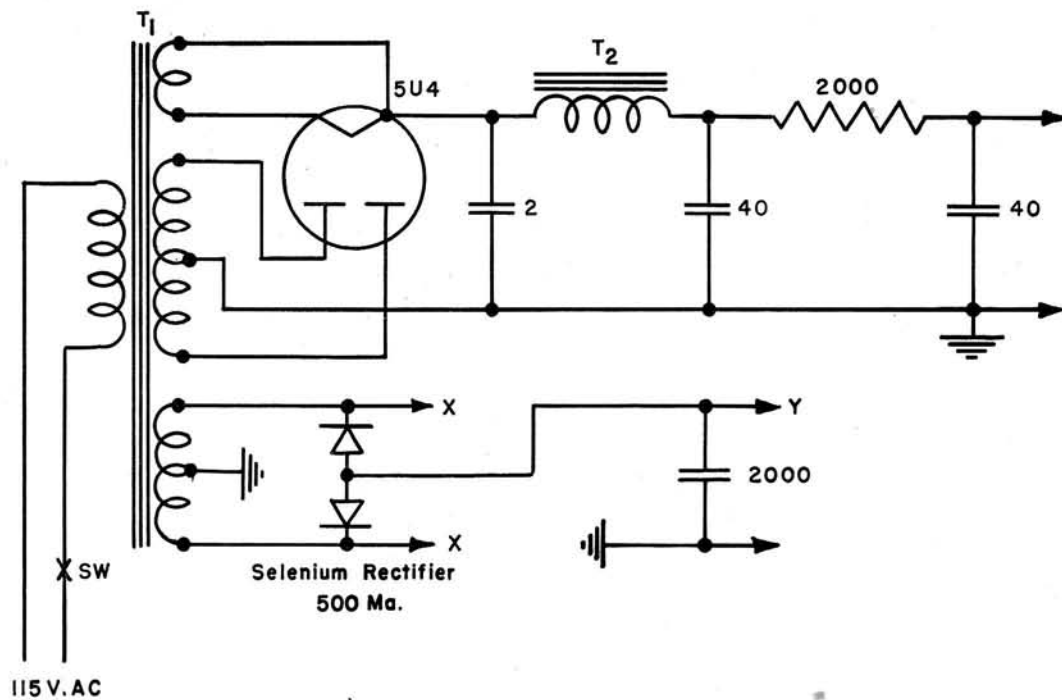 T1
5U4
T2
2000
2
40
40
X
Y
2000
X
SW
Selenium Rectifier
500 Ma.
115 V. AC